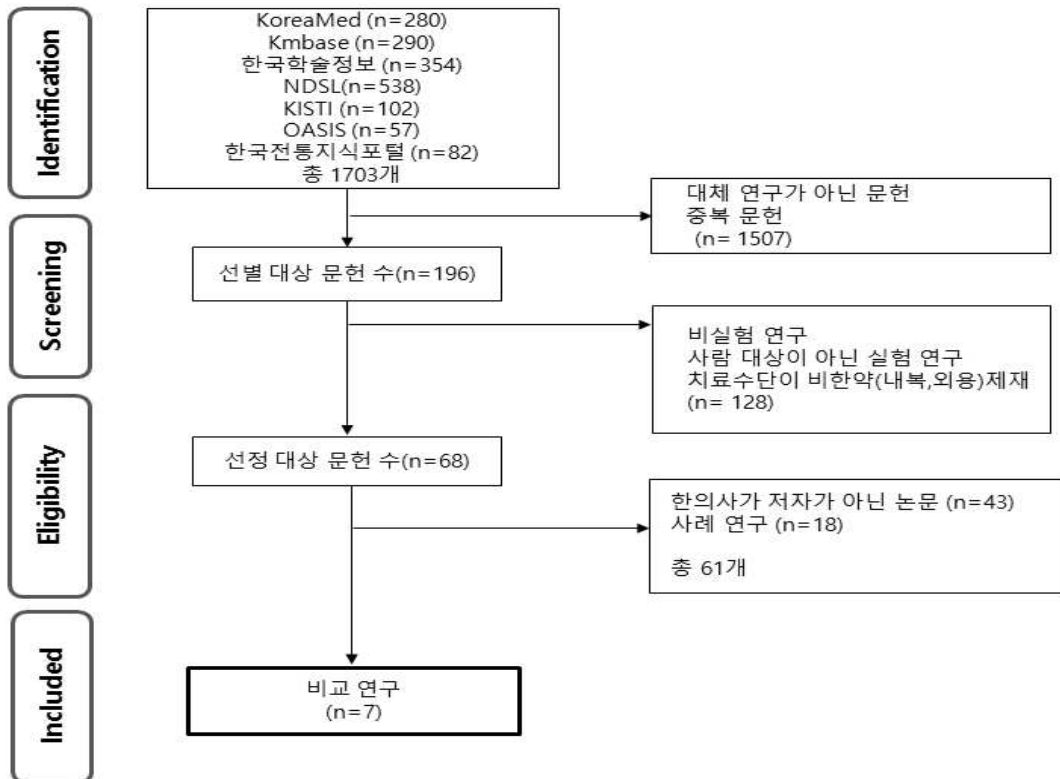 Identification
KoreaMed (n=280)
Kmbase (n=290)
한국학술정보 (n=354)
NDSL(n=538)
KISTI (n=102)
OASIS (n=57)
한국전통지식포털 (n=82)
총 1703개
대체 연구가 아닌 문헌
중복 문헌
(n= 1507)
Screening
선별 대상 문헌 수(n=196)
비실험 연구
사람 대상이 아닌 실험 연구
치료수단이 비한약(내복,외용)제재
(n= 128)
Eligibility
선정 대상 문헌 수(n=68)
한의사가 저자가 아닌 논문 (n=43)
사례 연구 (n=18)
총 61개
Included
비교 연구
(n=7)